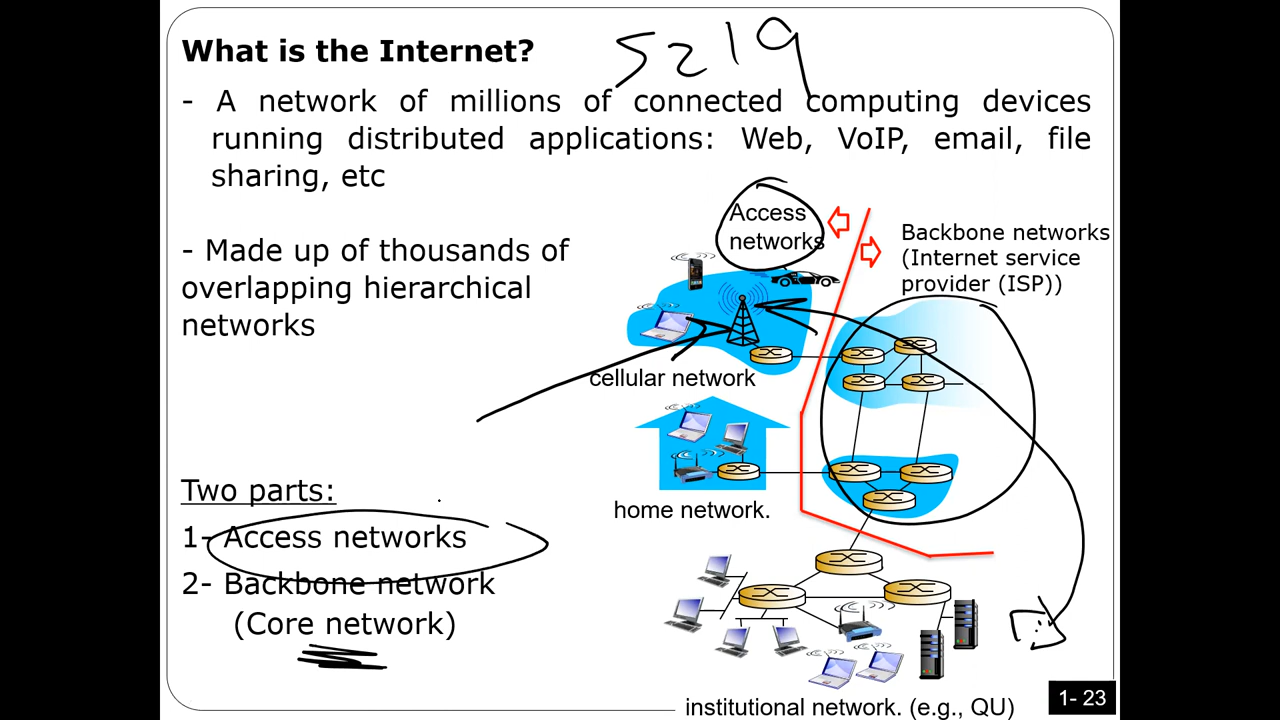 What is the Internet?
5219
- A network of millions of connected computing devices
running distributed applications: Web, VoIP, email, file
sharing, etc
- Made up of thousands of
overlapping hierarchical
networks
Access
networks
Backbone networks
(Internet service
provider (ISP))
cellular network
home network.
Two parts:
1- Access networks
2- Backbone network
(Core network)
institutional network. (e.g., QU)
1- 23